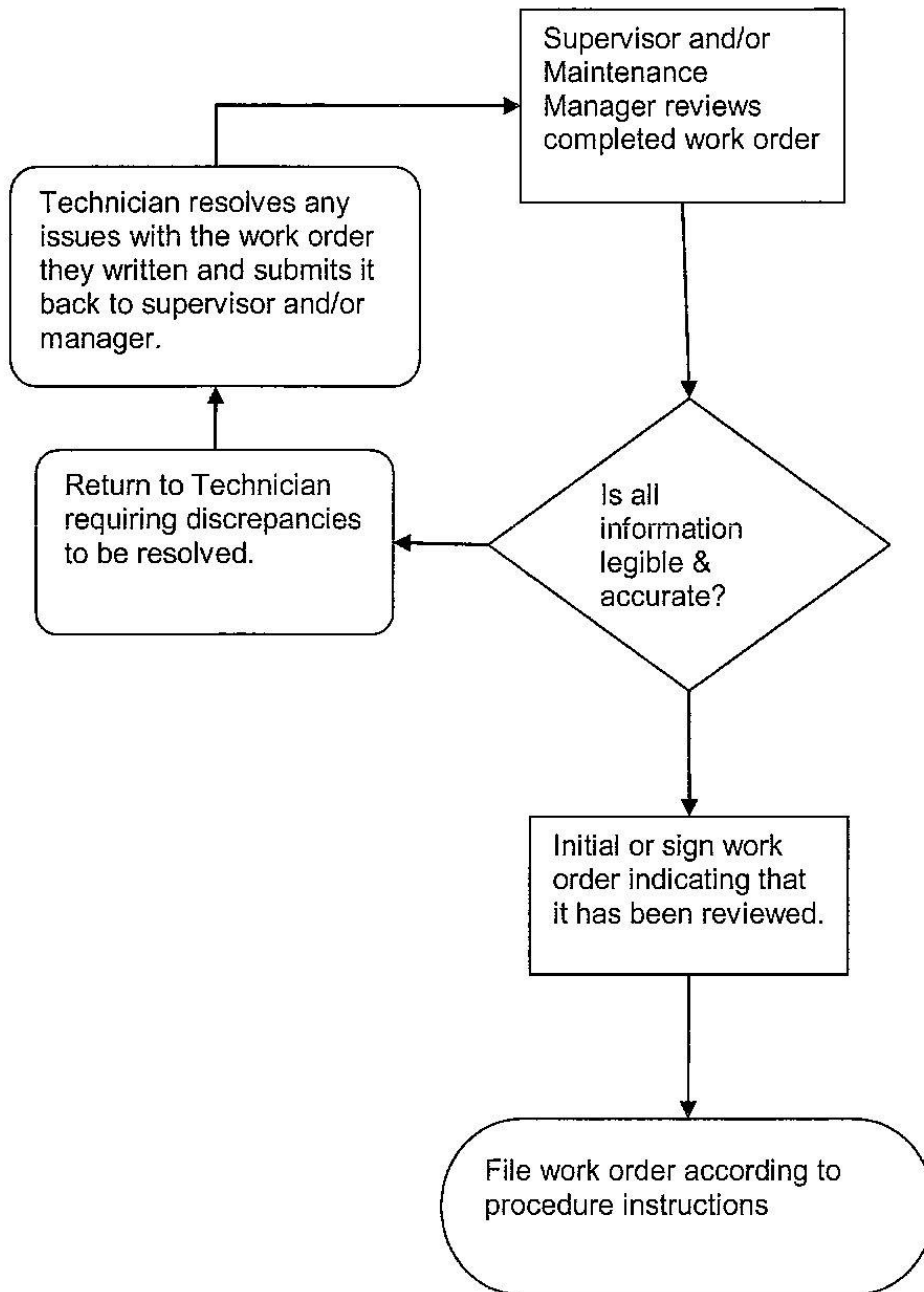 Supervisor and/or
Maintenance
Manager reviews
completed work order
Technician resolves any
issues with the work order
they written and submits it
back to supervisor and/or
manager.
Return to Technician
requiring discrepancies
to be resolved.
Is all
information
legible &
accurate?
Initial or sign work
order indicating that
it has been reviewed.
File work order according to
procedure instructions